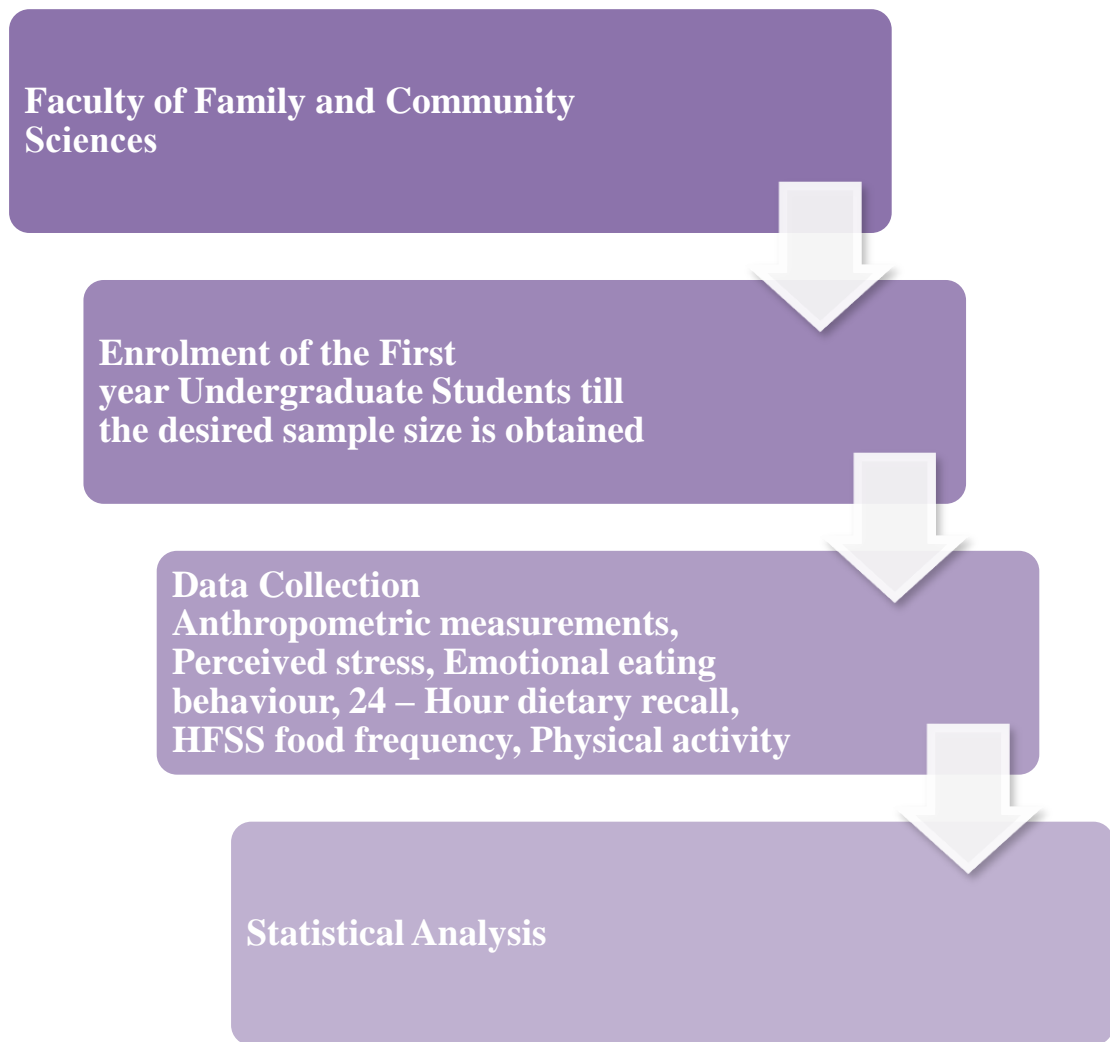 Faculty of Family and Community
Sciences
Enrolment of the First
year Undergraduate Students till
the desired sample size is obtained
Data Collection
Anthropometric measurements,
Perceived stress, Emotional eating
behaviour, 24 – Hour dietary recall,
HFSS food frequency, Physical activity
Statistical Analysis